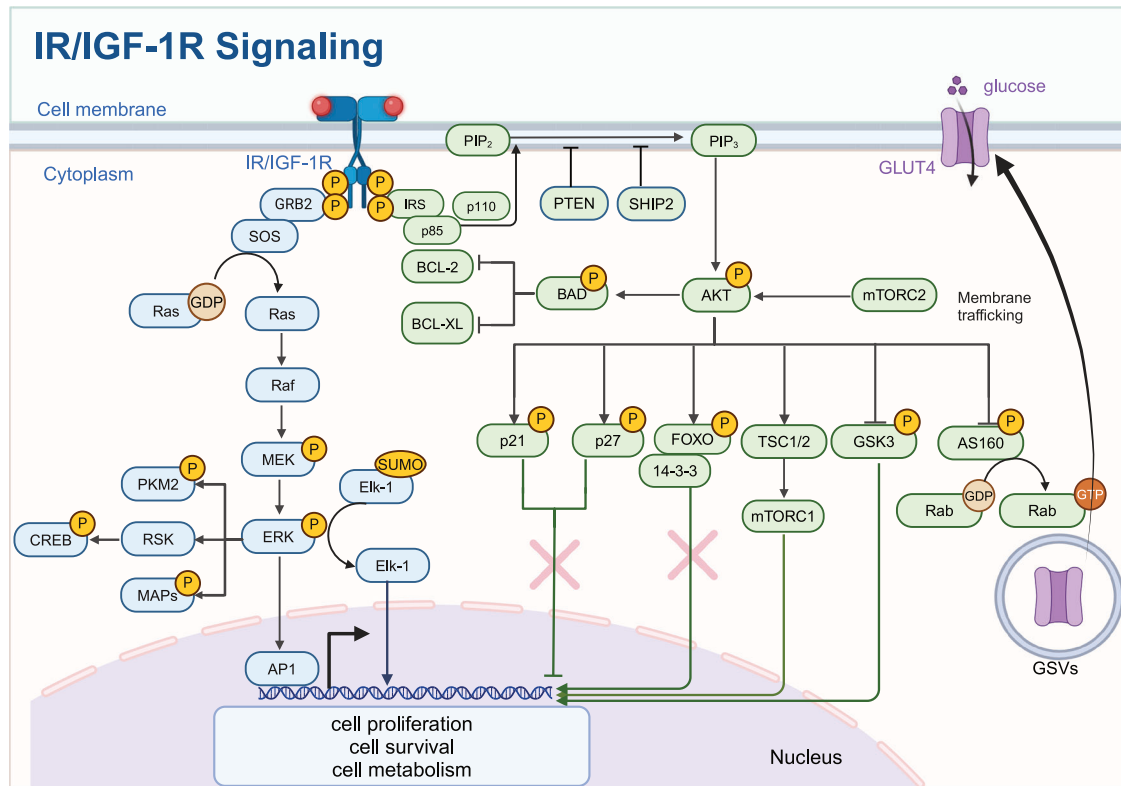 IR/IGF-1R Signaling
Cell membrane
glucose
PIP2
PIP3
IR/IGF-1R
GLUT4
Cytoplasm
P
P
P
P
GRB2
IRS
p110
PTEN
SHIP2
SOS
p85
BCL-2
P
P
GDP
BAD
AKT
mTORC2
Membrane
trafficking
Ras
Ras
BCL-XL
Raf
P
P
P
P
P
p21
p27
FOXO
TSC1/2
GSK3
AS160
P
MEK
SUMO
14-3-3
P
PKM2
Elk-1
GDP
GTP
Rab
Rab
mTORC1
P
P
CREB
RSK
ERK
Elk-1
P
MAPs
AP1
GSVs
cell proliferation
cell survival
cell metabolism
Nucleus